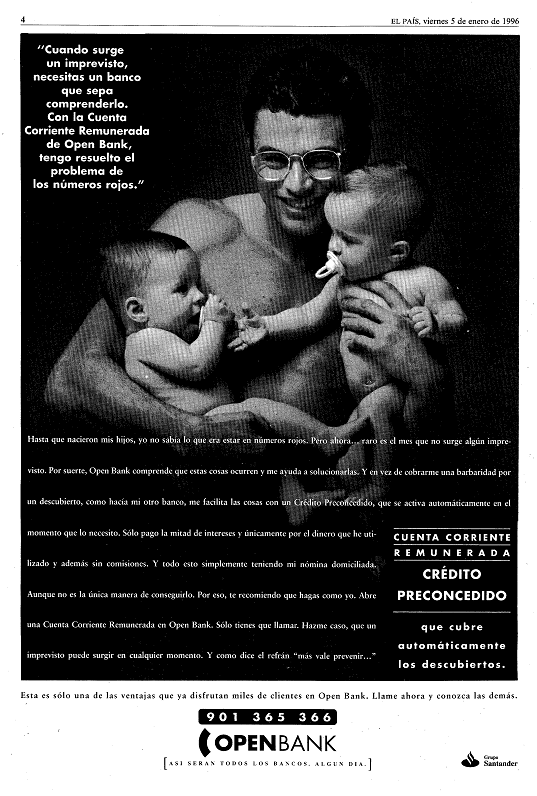 4
EL PAÍS, viernes 5 de enero de 1996
"Cuando surge
un imprevisto,
necesitas un banco
que sepa
comprenderlo.
Con la Cuenta
Corriente Remunerada
de Open Bank,
tengo resuelto el
problema de
los números rojos."
Hasta que nacieron mis hijos, yo no sabía lo que era estar en números rojos. Pero ahora... raro es el mes que no surge algún impre-
visto. Por suerte, Open Bank comprende que estas cosas ocurren y me ayuda a solucionarlas. Y en vez de cobrarme una barbaridad por
un descubierto, como hacía mi otro banco, me facilita las cosas con un Crédito Preconcedido, que se activa automáticamente en el
momento que lo necesito. Sólo pago la mitad de intereses y únicamente por el dinero que he uti-
lizado y además sin comisiones. Y todo esto simplemente teniendo mi nómina domiciliada.
Aunque no es la única manera de conseguirlo. Por eso, te recomiendo que hagas como yo. Abre
una Cuenta Corriente Remunerada en Open Bank. Sólo tienes que llamar. Hazme caso, que un
imprevisto puede surgir en cualquier momento. Y como dice el refrán "más vale prevenir..."
CUENTA CORRIENTE
REMUNERADA
CRÉDITO
PRECONCEDIDO
que cubre
automáticamente
los descubiertos.
Esta es sólo una de las ventajas que ya disfrutan miles de clientes en Open Bank. Llame ahora y conozca las demás.
901 365 366
OPENBANK
[ASI SERAN TODOS LOS BANCOS. ALGUN DIA.]
Grupo
Santander